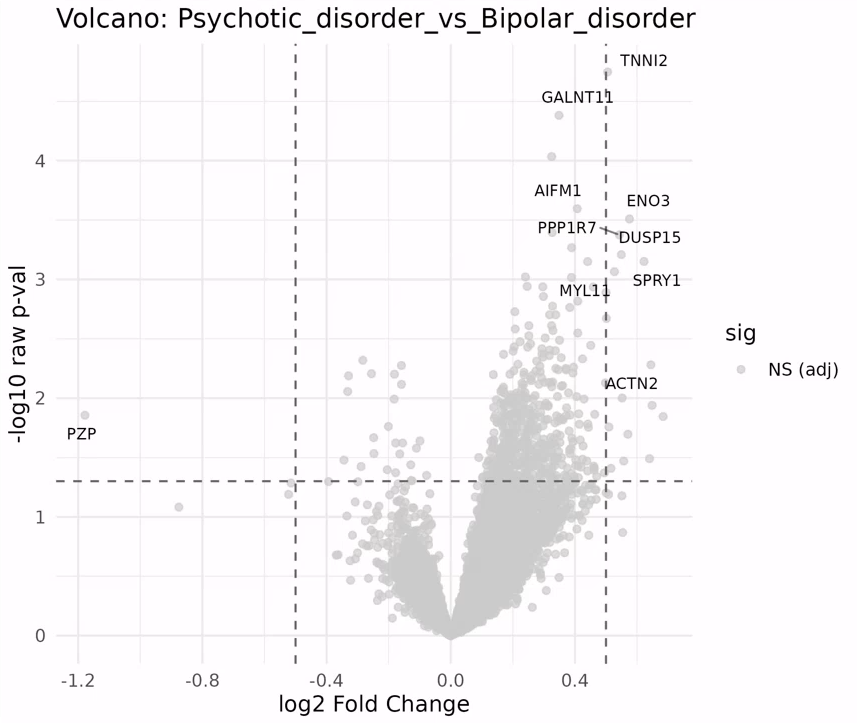 Volcano: Psychotic_disorder_vs_Bipolar_disorder
TNNI2
GALNT11
4
AIFM1
ENO3
PPP1R7
DUSP15
3
SPRY1
MYL11
sig
NS (adj)
-log10 raw p-val
ACTN2
2
PZP
1
0
-1.2
-0.8
-0.4
0.0
0.4
log2 Fold Change